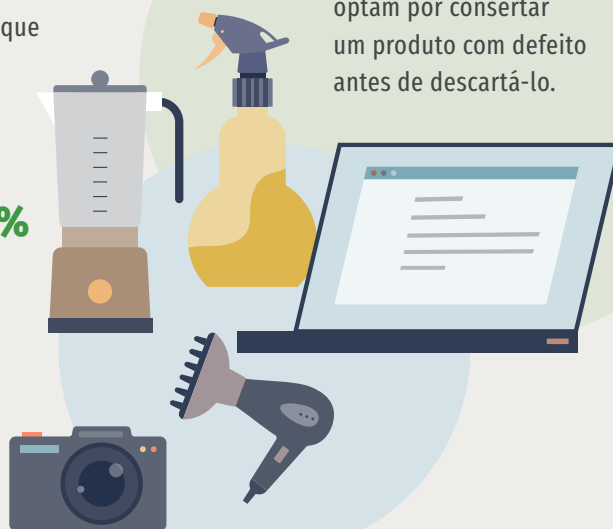 que
optam por consertar
um produto com defeito
antes de descartá-lo.
%